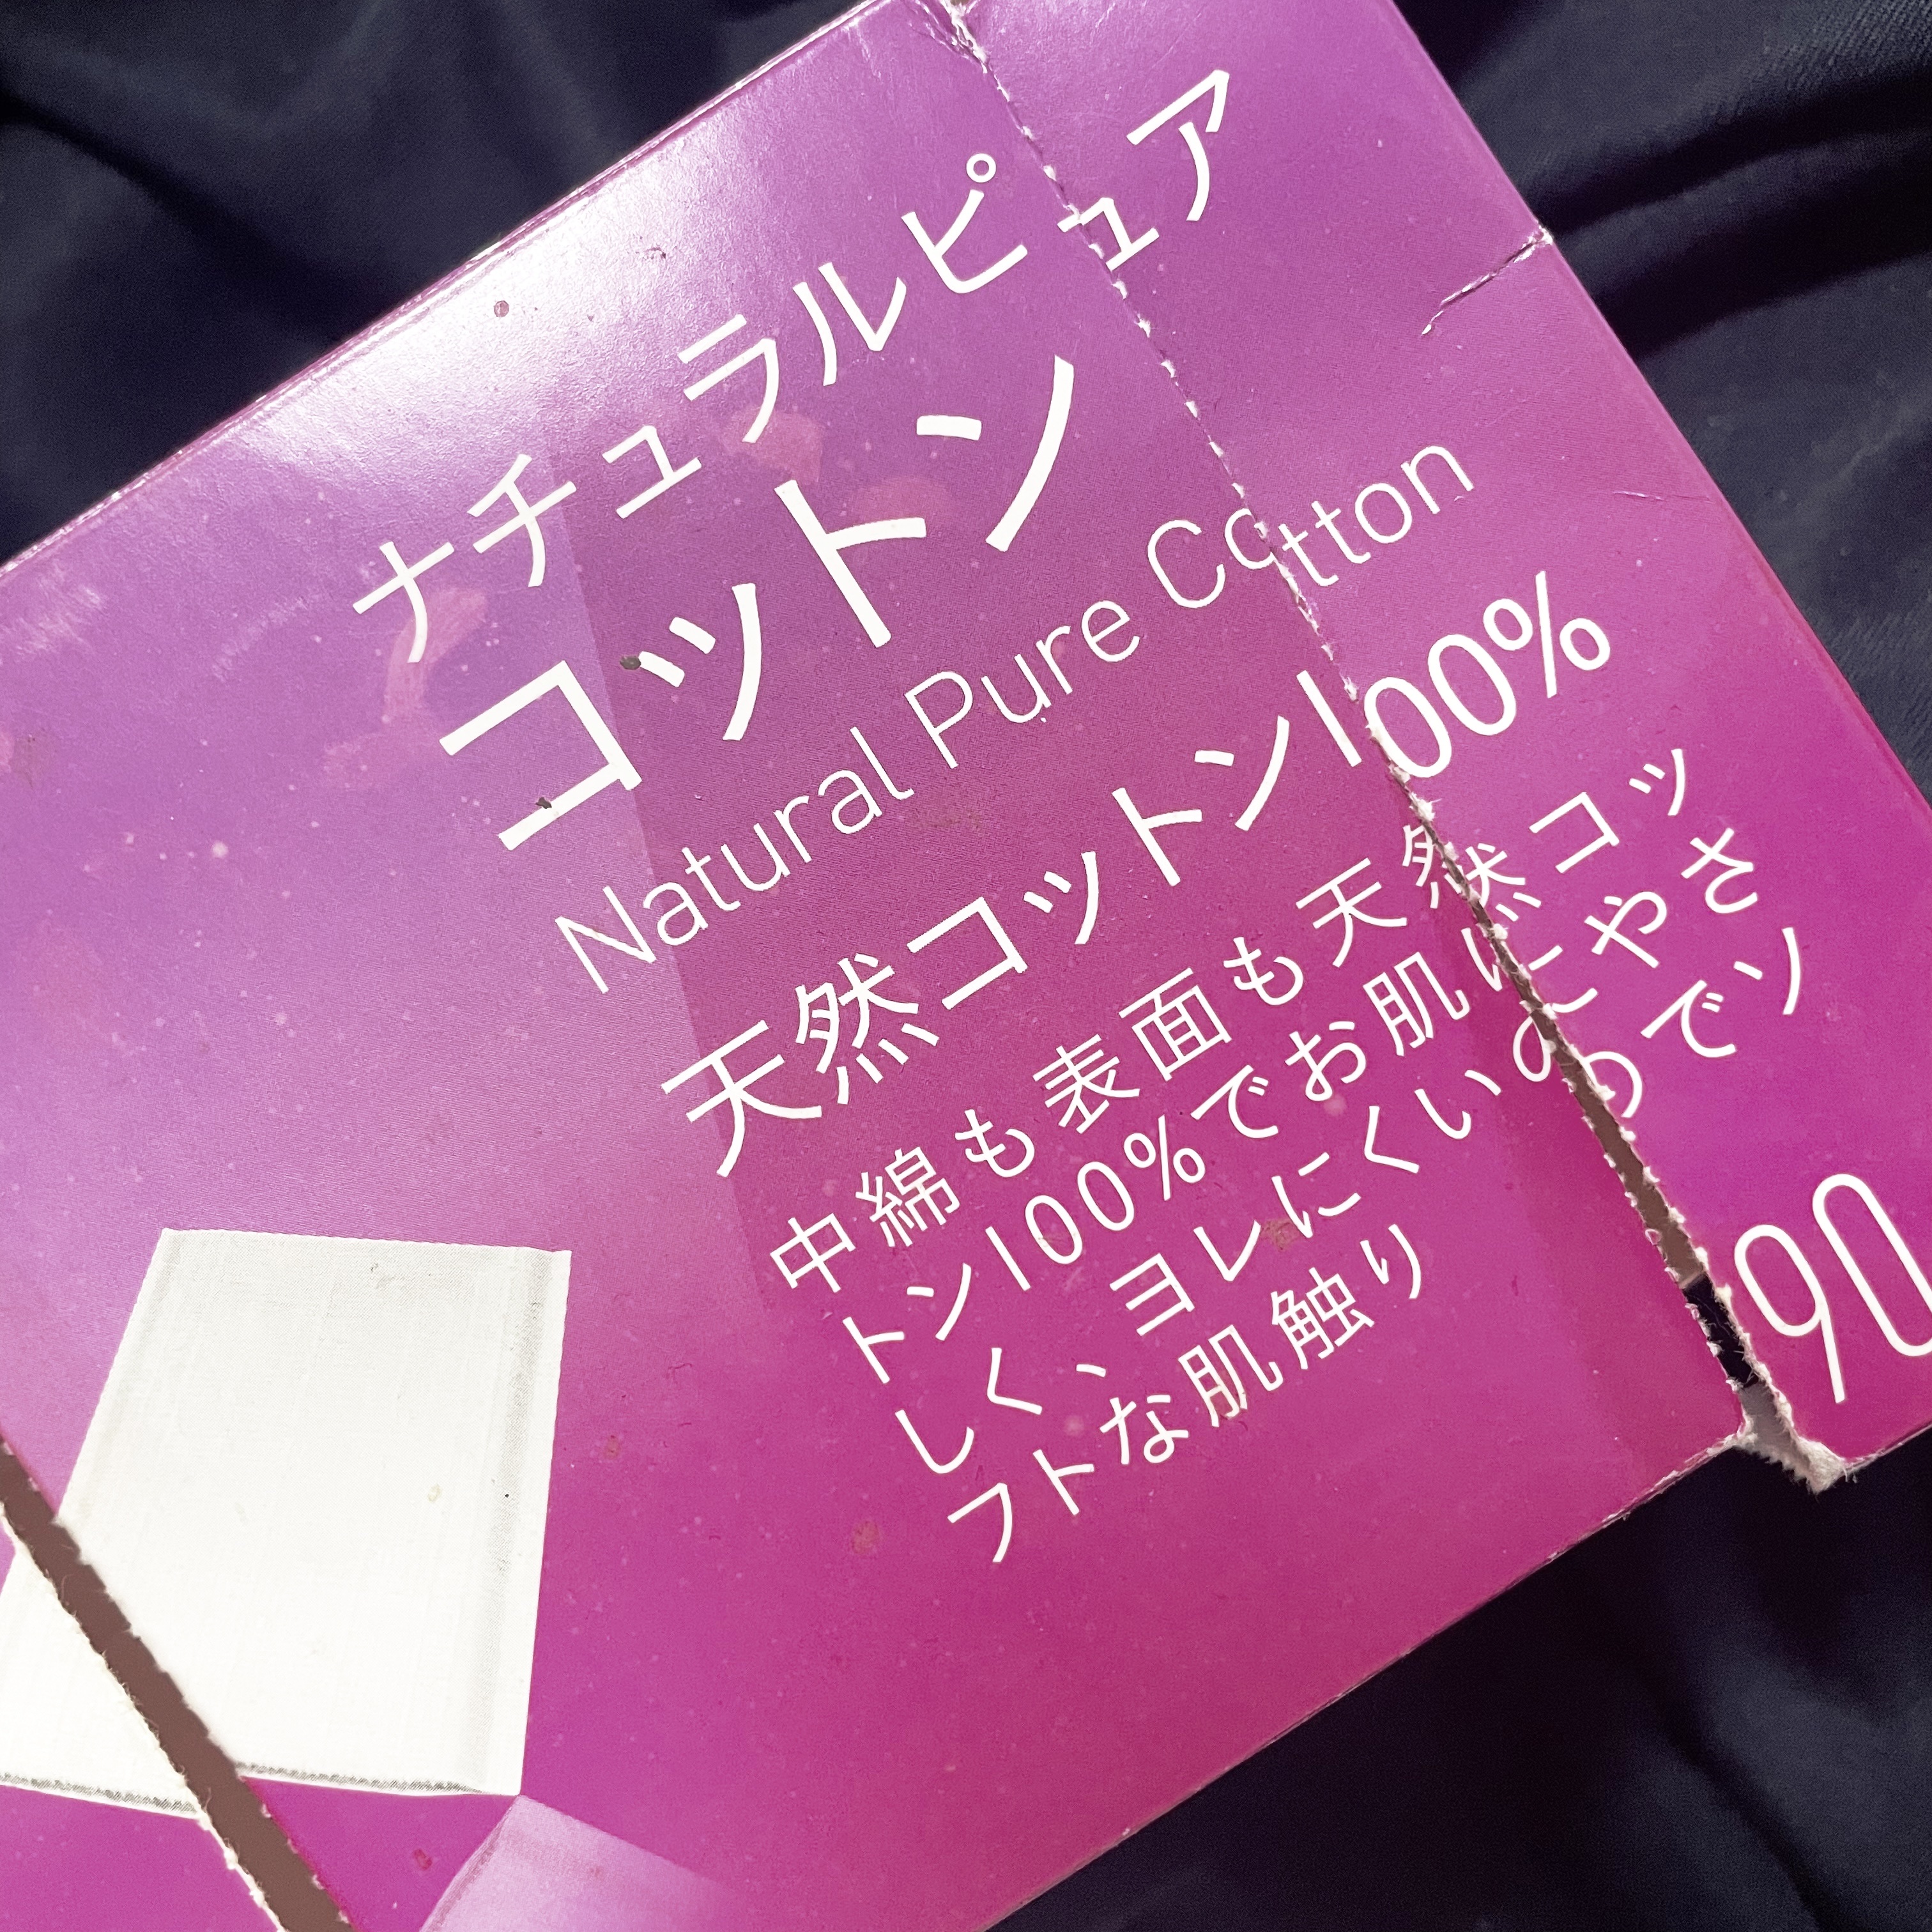 ナチュラルピュア
コットン
Natural Pure Cotton
天然コットン100%
中綿も表面も天然コッ
トン100%でお肌にやさ
しく、ヨレにくいのでソ
フトな肌触り
90